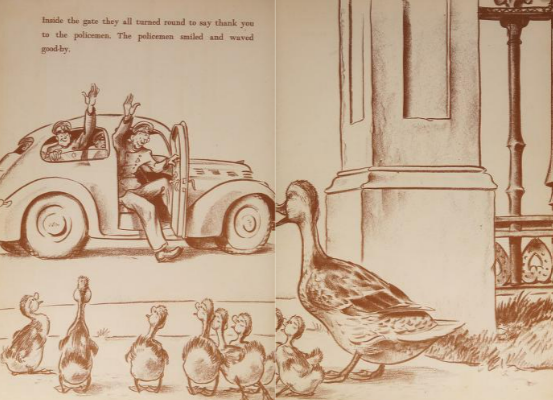 Inside the gate they all turned round to say thank you
to the policemen. The policemen smiled and waved
good-by.